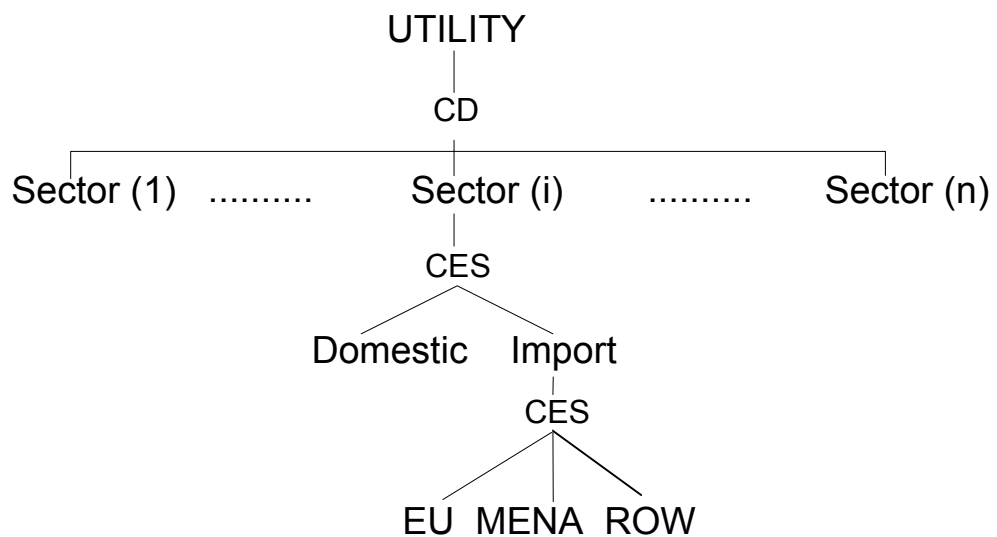 UTILITY
CD
Sector (1) .......... Sector (i) .......... Sector (n)
CES
Domestic Import
CES
EU MENA ROW